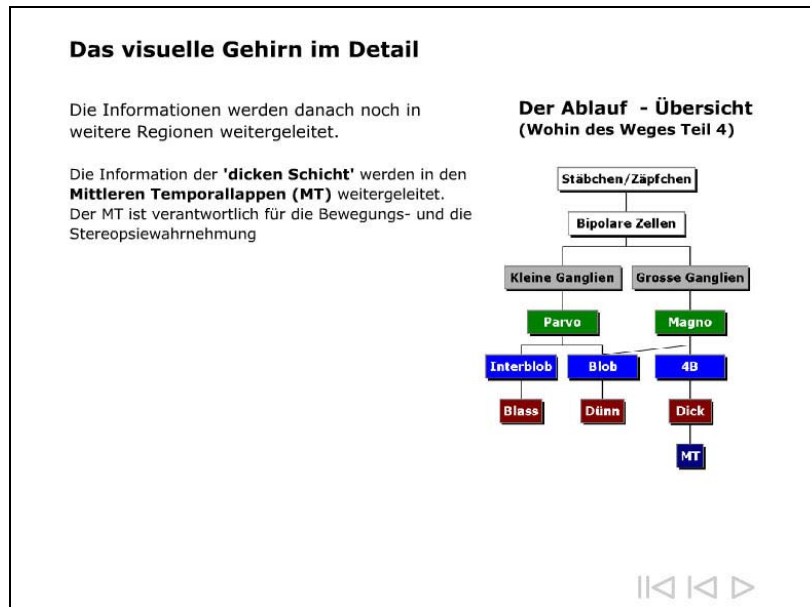 Das visuelle Gehirn im Detail
Die Informationen werden danach noch in
weitere Regionen weitergeleitet.
Die Information der 'dicken Schicht' werden in den
Mittleren Temporallappen (MT) weitergeleitet.
Der MT ist verantwortlich für die Bewegungs- und die
Stereopsiewahrnehmung
Der Ablauf - Übersicht
(Wohin des Weges Teil 4)
Stäbchen/Zäpfchen
Bipolare Zellen
Kleine Ganglien Grosse Ganglien
Parvo Magno
Interblob Blob 4B
Blass Dünn Dick
MT